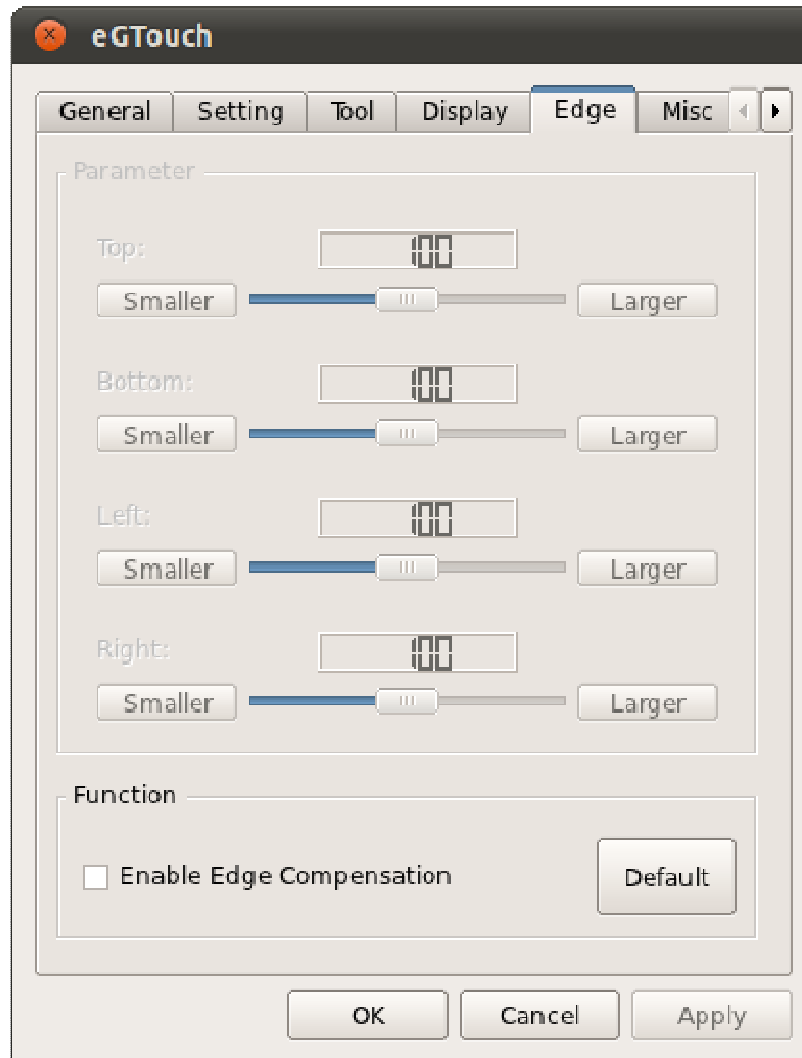 eGTouch
General Setting Tool Display Edge Misc
Parameter
Top: 100
Smaller Larger
Bottom: 100
Smaller Larger
Left: 100
Smaller Larger
Right: 100
Smaller Larger
Function
Enable Edge Compensation Default
OK Cancel Apply